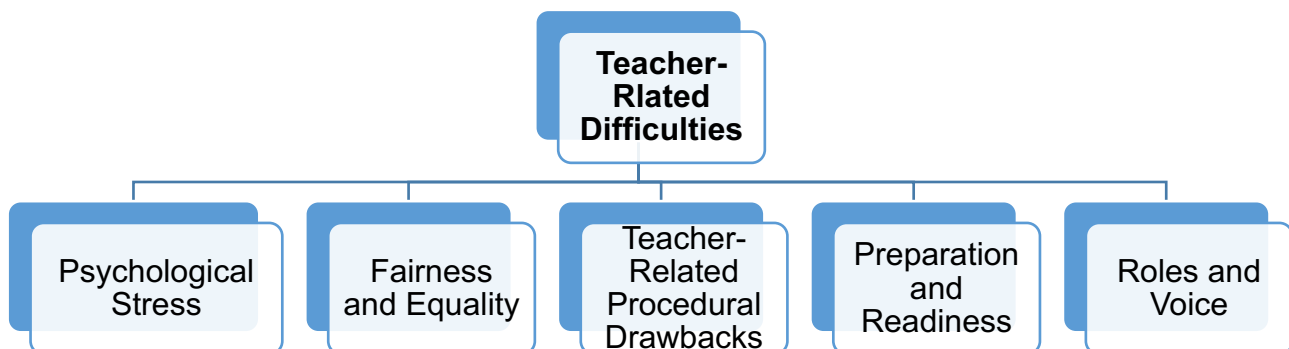 Teacher-
Rlated
Difficulties
Psychological
Stress
Fairness
and Equality
Teacher-
Related
Procedural
Drawbacks
Preparation
and
Readiness
Roles and
Voice